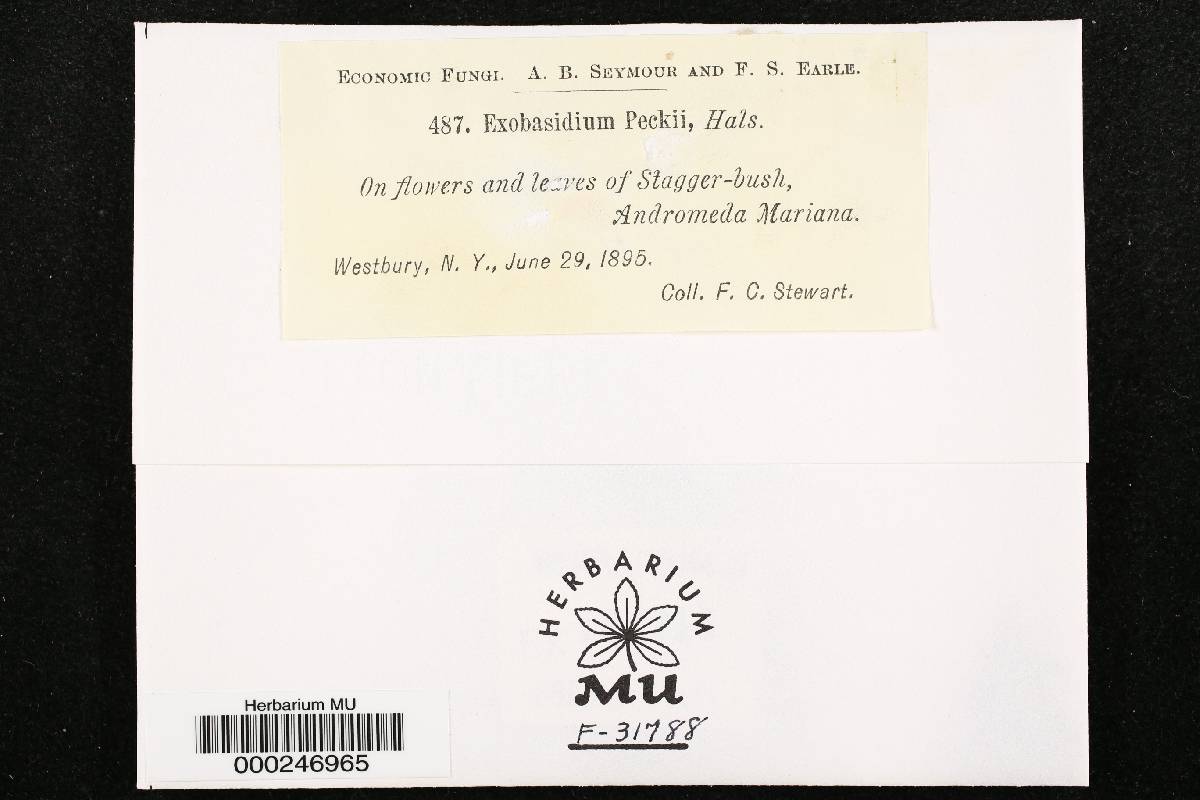 Economic Fungi. A. B. Seymour and F. S. Earle.
487. Exobasidium Peckii, Hals.
On flowers and leaves of Stagger-bush,
Andromeda Mariana.
Westbury, N. Y., June 29, 1895.
Coll. F. C. Stewart.
HERBARIUM
MU
F-31788
Herbarium MU
000246965